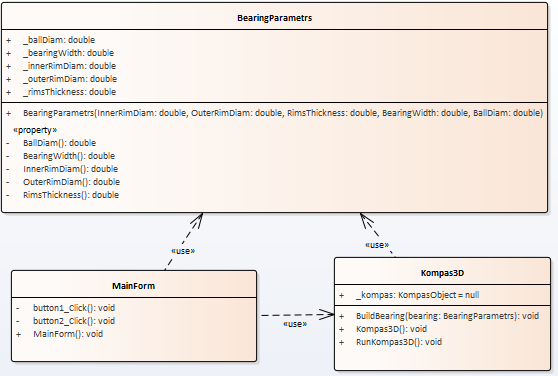 BearingParametrs
+ _ballDiam: double
+ _bearingWidth: double
+ _innerRimDiam: double
+ _outerRimDiam: double
+ _rimsThickness: double
+ BearingParametrs(InnerRimDiam: double, OuterRimDiam: double, RimsThickness: double, BearingWidth: double, BallDiam: double)
«property»
- BallDiam(): double
- BearingWidth(): double
- InnerRimDiam(): double
- OuterRimDiam(): double
- RimsThickness(): double
«use»
«use»
MainForm
- button1_Click(): void
- button2_Click(): void
+ MainForm(): void
«use»
Kompas3D
+ _kompas: KompasObject = null
+ BuildBearing(bearing: BearingParametrs): void
+ Kompas3D(): void
+ RunKompas3D(): void